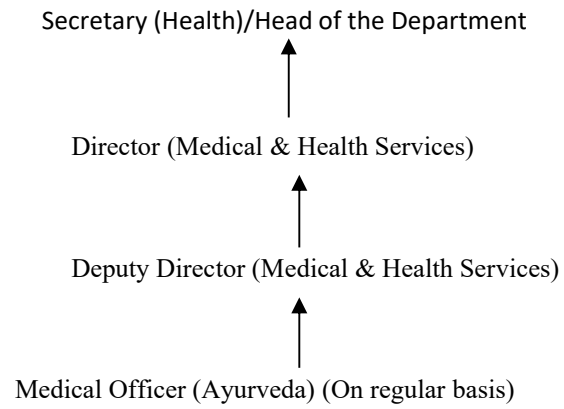 Secretary (Health)/Head of the Department
Director (Medical & Health Services)
Deputy Director (Medical & Health Services)
Medical Officer (Ayurveda) (On regular basis)